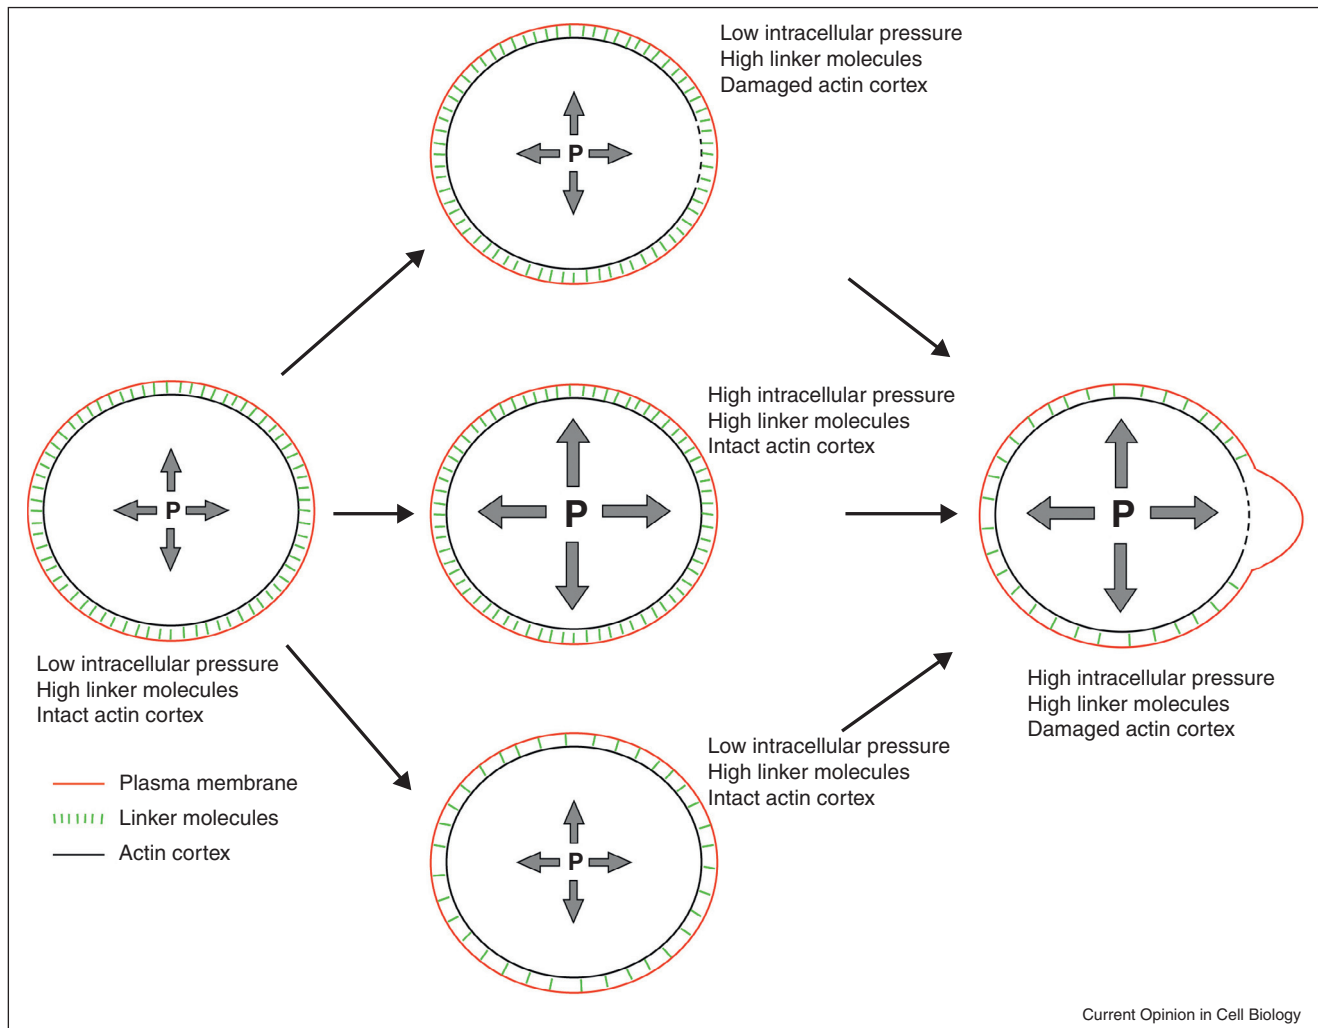 Low intracellular pressure
High linker molecules
Damaged actin cortex
P
High intracellular pressure
High linker molecules
Intact actin cortex
P
P
P
Low intracellular pressure
High linker molecules
Intact actin cortex
High intracellular pressure
High linker molecules
Damaged actin cortex
Low intracellular pressure
High linker molecules
Intact actin cortex
P
Plasma membrane
Linker molecules
Actin cortex
Current Opinion in Cell Biology